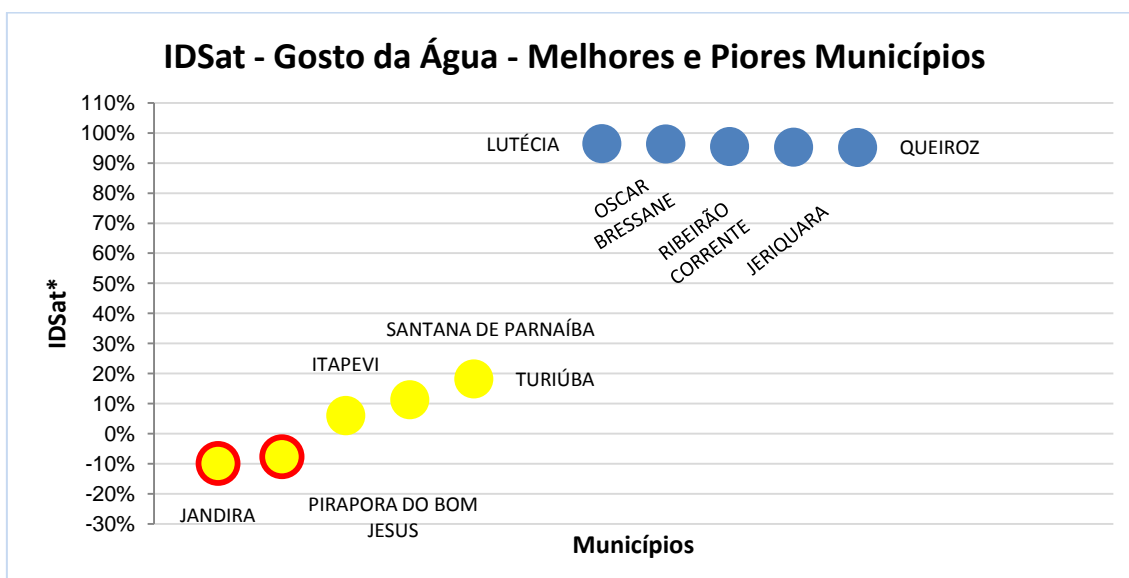 IDSat - Gosto da Água - Melhores e Piores Municípios
110%
100%
90%
80%
70%
60%
50%
40%
30%
20%
10%
0%
-10%
-20%
-30%
IDSat*
LUTÉCIA
OSCAR
BRESSANE
RIBEIRÃO
CORRENTE
JERIQUARA
QUEIROZ
SANTANA DE PARNAÍBA
ITAPEVI
TURIÚBA
JANDIRA
PIRAPORA DO BOM
JESUS
Municípios